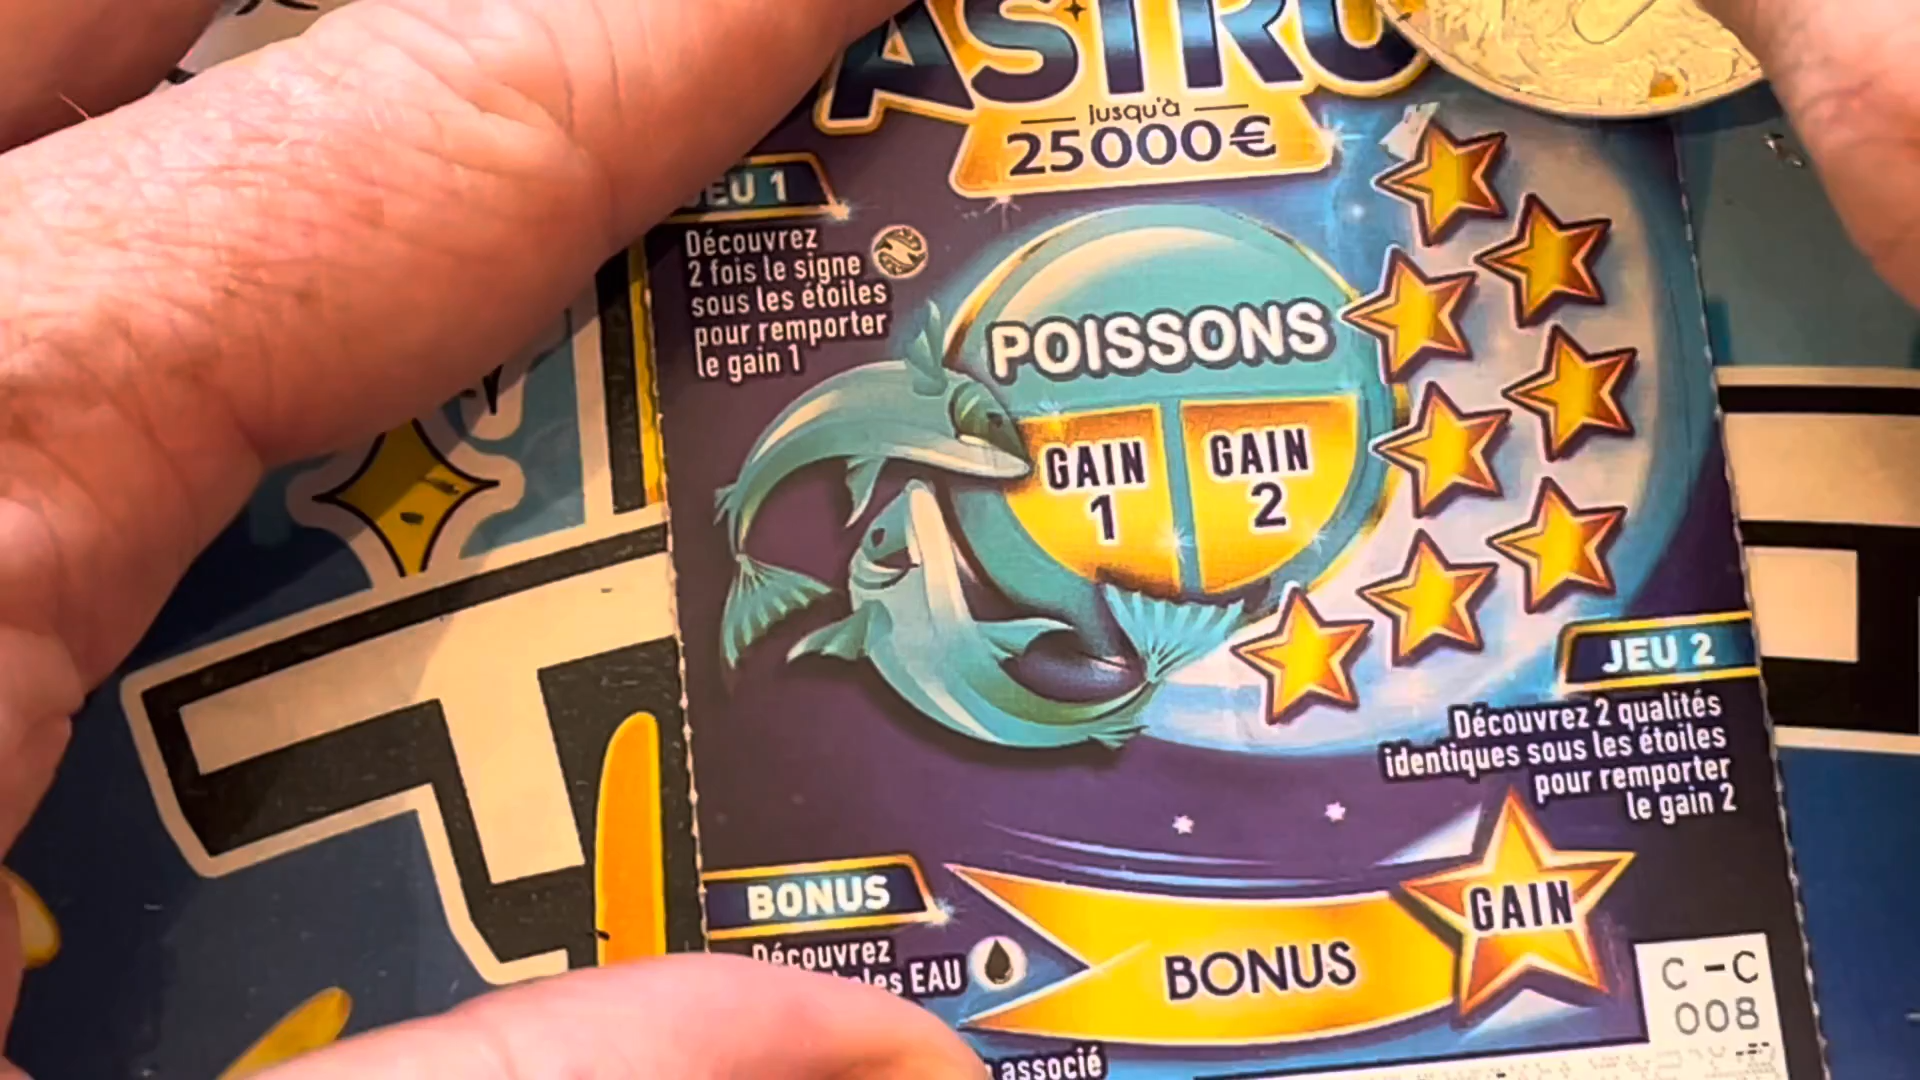 ASTRO
Jusqu'à
25000€
JEU 1
Découvrez
2 fois le signe
sous les étoiles
pour remporter
le gain 1
POISSONS
GAIN
1
GAIN
2
JEU 2
Découvrez 2 qualités
identiques sous les étoiles
pour remporter
le gain 2
BONUS
Découvrez
EAU
associé
BONUS
GAIN
C-C
008